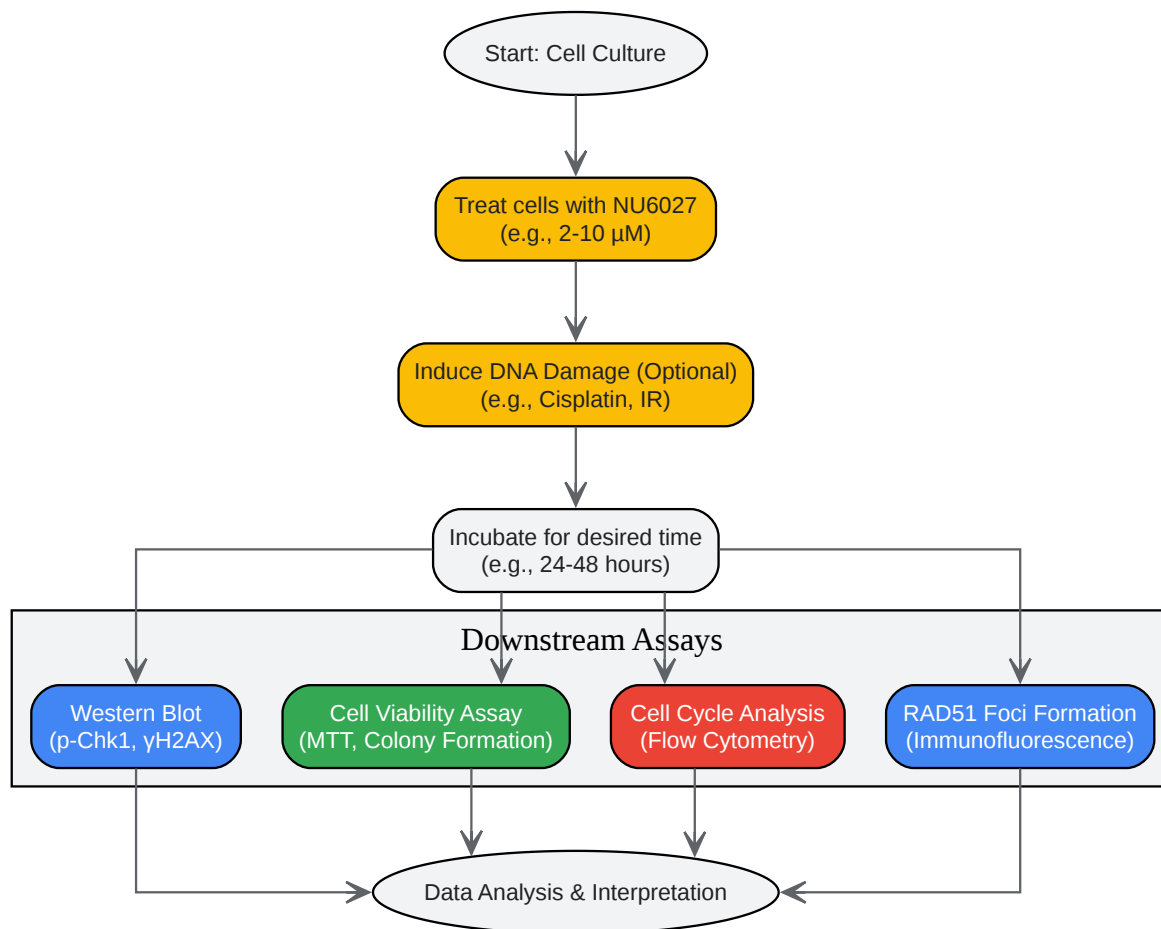 Start: Cell Culture
Treat cells with NU6027
(e.g., 2-10 µM)
Induce DNA Damage (Optional)
(e.g., Cisplatin, IR)
Incubate for desired time
(e.g., 24-48 hours)
Downstream Assays
Western Blot
(p-Chk1, γH2AX)
Cell Viability Assay
(MTT, Colony Formation)
Cell Cycle Analysis
(Flow Cytometry)
RAD51 Foci Formation
(Immunofluorescence)
Data Analysis & Interpretation